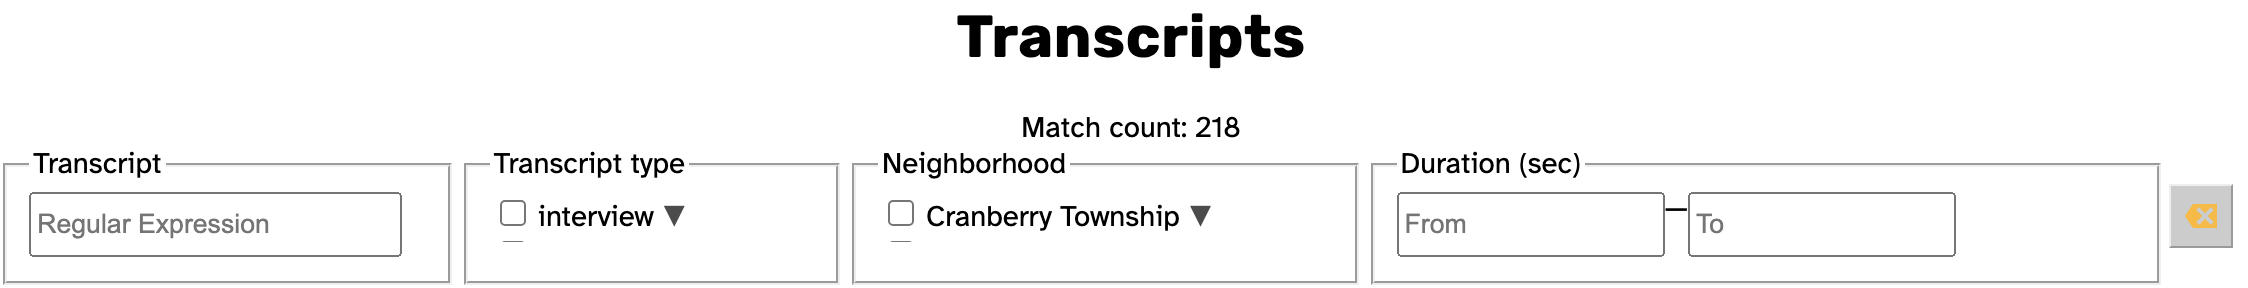 Transcripts
Match count: 218
Transcript Transcript type Neighborhood Duration (sec)
Regular Expression interview ▼ Cranberry Township ▼ From — To